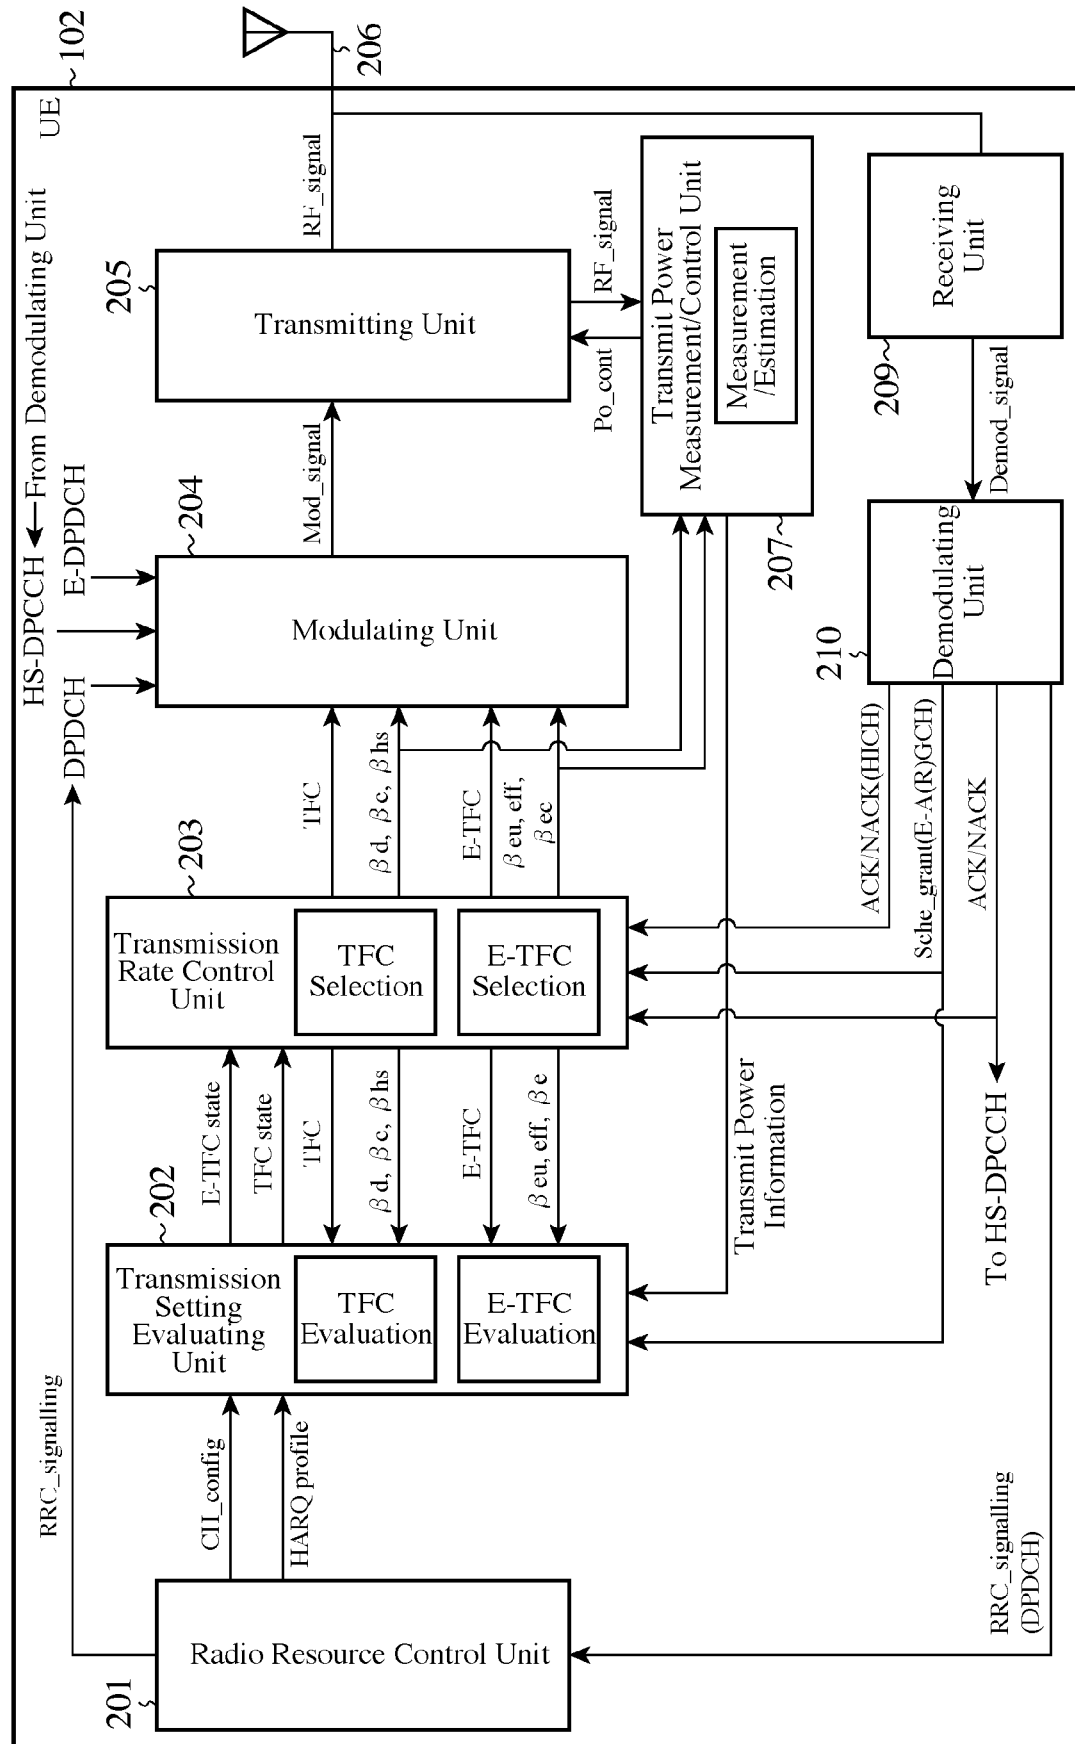 102
UE
206
HS-DPCCH
From Demodulating Unit
DPDCH
E-DPDCH
RRC_signalling
201
Radio Resource Control Unit
CH_config
HARQ profile
202
Transmission
Setting
Evaluating
Unit
TFC
Evaluation
E-TFC
Evaluation
E-TFC state
TFC state
TFC
βd, βc, βhs
E-TFC
βeu, eff, βe
203
Transmission
Rate Control
Unit
TFC
Selection
E-TFC
Selection
TFC
βd, βc, βhs
E-TFC
βeu, eff,
βec
204
Modulating Unit
Mod_signal
205
Transmitting Unit
RF_signal
Po_cont
RF_signal
207
Transmit Power
Measurement/Control Unit
Measurement
/Estimation
Transmit Power
Information
209
Receiving
Unit
Demod_signal
210
Demodulating
Unit
ACK/NACK(HICH)
Sche_grant(E-A(R)GCH)
ACK/NACK
To HS-DPCCH
RRC_signalling
(DPDCH)